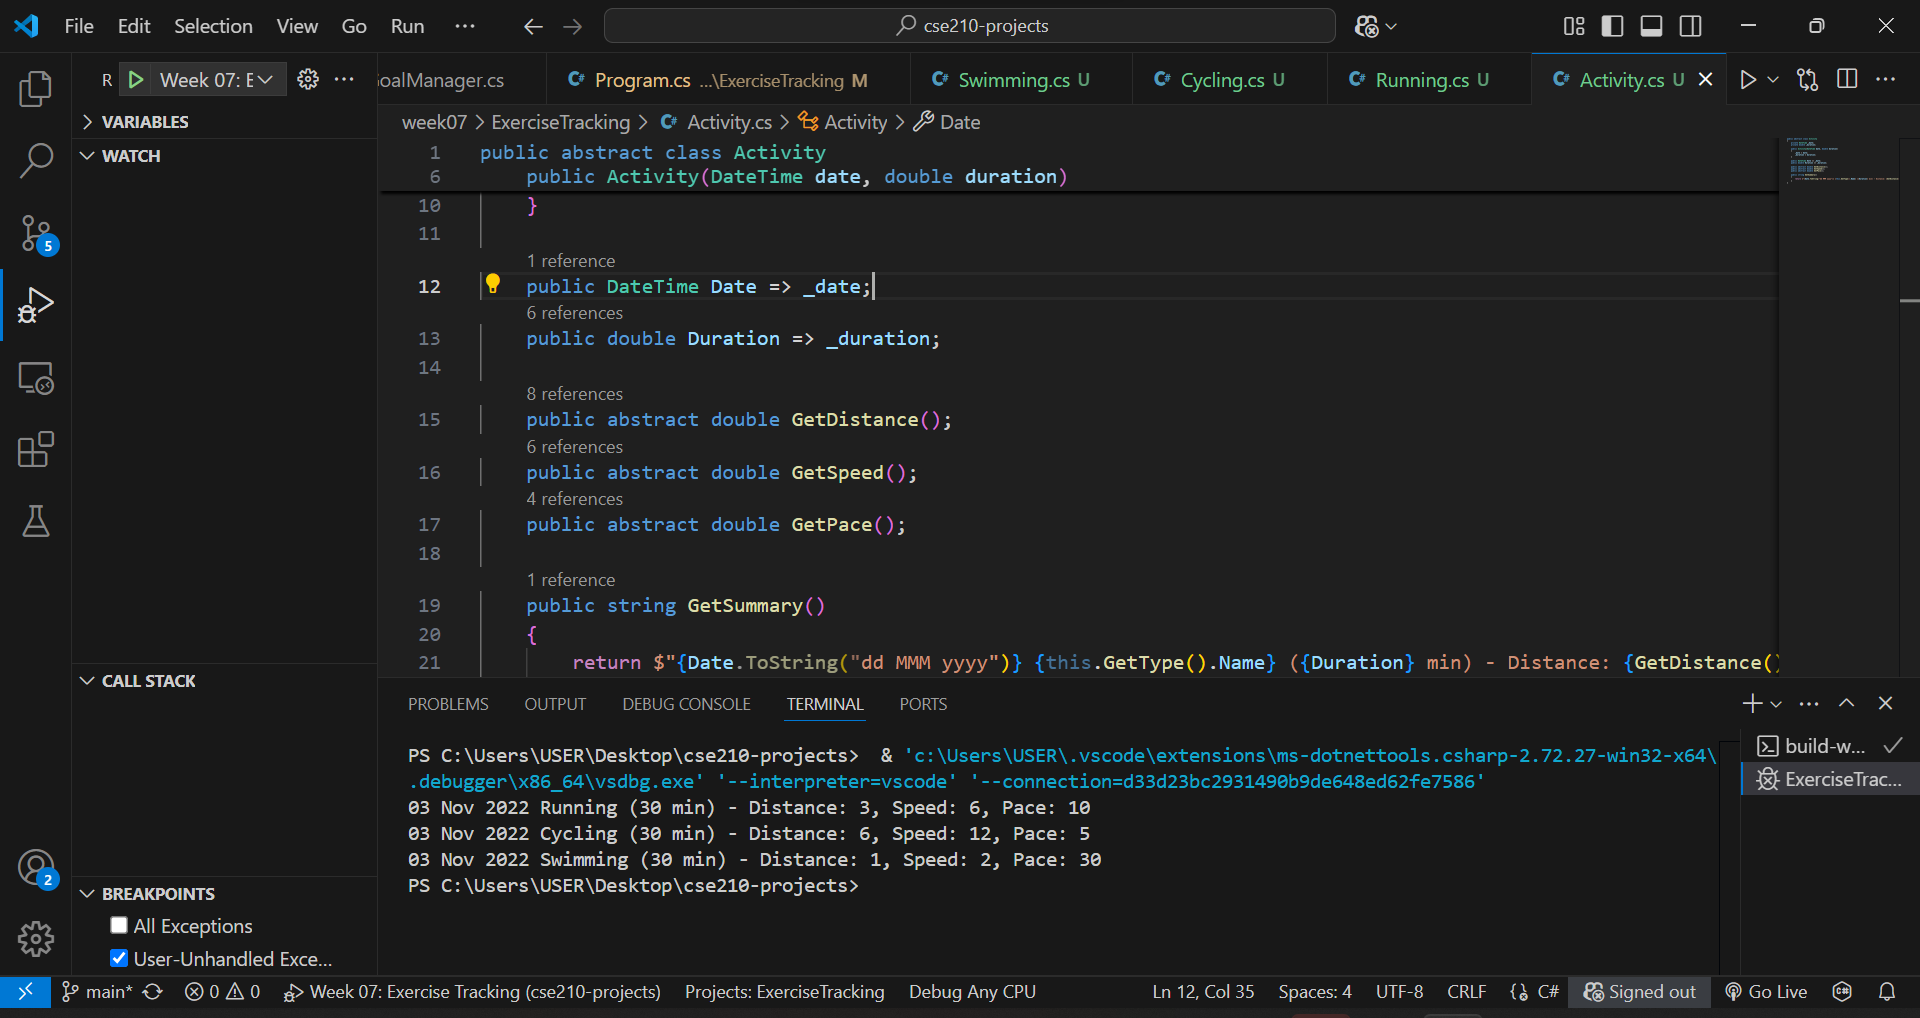 File Edit Selection View Go Run ··· cse210-projects
R Week 07: E ··· oalManager.cs Program.cs ...\ExerciseTracking M Swimming.cs U Cycling.cs U Running.cs U Activity.cs U ···
VARIABLES
WATCH
week07 > ExerciseTracking > Activity.cs > Activity > Date
1 public abstract class Activity
6 public Activity(DateTime date, double duration)
10 }
11
1 reference
12 public DateTime Date => _date;
6 references
13 public double Duration => _duration;
14
8 references
15 public abstract double GetDistance();
6 references
16 public abstract double GetSpeed();
4 references
17 public abstract double GetPace();
18
1 reference
19 public string GetSummary()
20 {
21 return $"{Date.ToString("dd MMM yyyy")} {this.GetType().Name} ({Duration} min) - Distance: {GetDistance()
5
2
CALL STACK
BREAKPOINTS
All Exceptions
User-Unhandled Exce...
PROBLEMS OUTPUT DEBUG CONSOLE TERMINAL PORTS
PS C:\Users\USER\Desktop\cse210-projects> & 'c:\Users\USER\.vscode\extensions\ms-dotnettools.csharp-2.72.27-win32-x64\
.debugger\x86_64\vsdbg.exe' '--interpreter=vscode' '--connection=d33d23bc2931490b9de648ed62fe7586'
03 Nov 2022 Running (30 min) - Distance: 3, Speed: 6, Pace: 10
03 Nov 2022 Cycling (30 min) - Distance: 6, Speed: 12, Pace: 5
03 Nov 2022 Swimming (30 min) - Distance: 1, Speed: 2, Pace: 30
PS C:\Users\USER\Desktop\cse210-projects>
build-w...
ExerciseTrac...
main* 0 0 Week 07: Exercise Tracking (cse210-projects) Projects: ExerciseTracking Debug Any CPU Ln 12, Col 35 Spaces: 4 UTF-8 CRLF {} C# Signed out Go Live